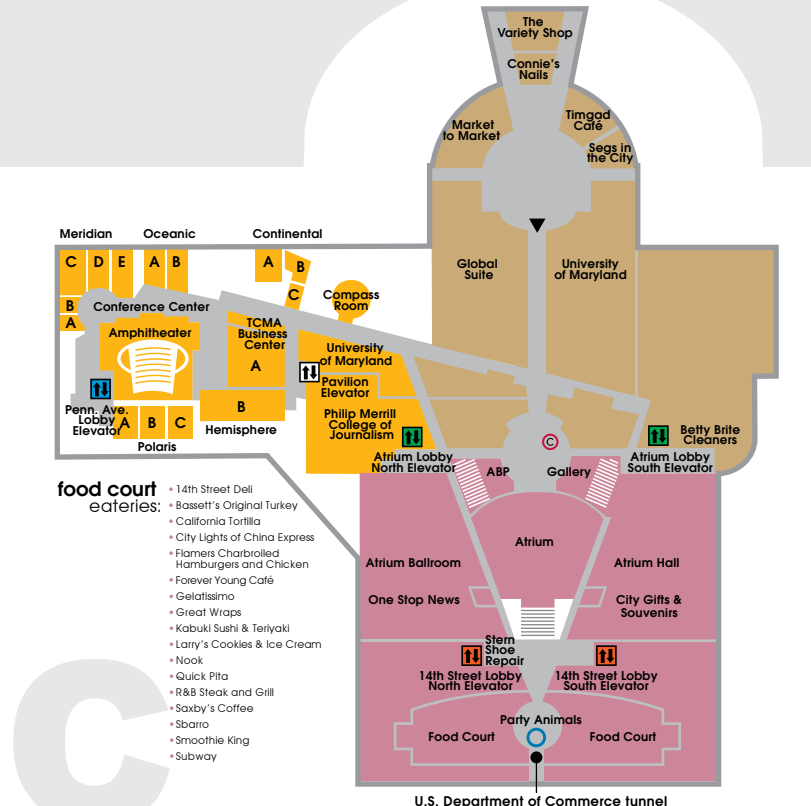 The
Variety Shop
Connie's
Nails
Market
to Market
Timgad
Café
Segs in
the City
Meridian
Oceanic
Continental
C
D
E
A
B
A
B
C
B
A
Global
Suite
University
of Maryland
Compass
Room
Conference Center
Amphitheater
TCMA
Business
Center
A
University
of Maryland
Pavilion
Elevator
B
Penn. Ave.
Lobby
Elevator
A
B
C
Polaris
Hemisphere
Philip Merrill
College of
Journalism
Betty Brite
Cleaners
C
Atrium Lobby
North Elevator
ABP
Gallery
Atrium Lobby
South Elevator
food court
eateries:
• 14th Street Deli
• Bassett's Original Turkey
• California Tortilla
• City Lights of China Express
• Flamers Charbroiled
Hamburgers and Chicken
• Forever Young Café
• Gelatissimo
• Great Wraps
• Kabuki Sushi & Teriyaki
• Larry's Cookies & Ice Cream
• Nook
• Quick Pita
• R&B Steak and Grill
• Saxby's Coffee
• Sbarro
• Smoothie King
• Subway
Atrium
Atrium Ballroom
Atrium Hall
One Stop News
City Gifts &
Souvenirs
Stern
Shoe
Repair
14th Street Lobby
North Elevator
14th Street Lobby
South Elevator
Party Animals
Food Court
Food Court
U.S. Department of Commerce tunnel
C